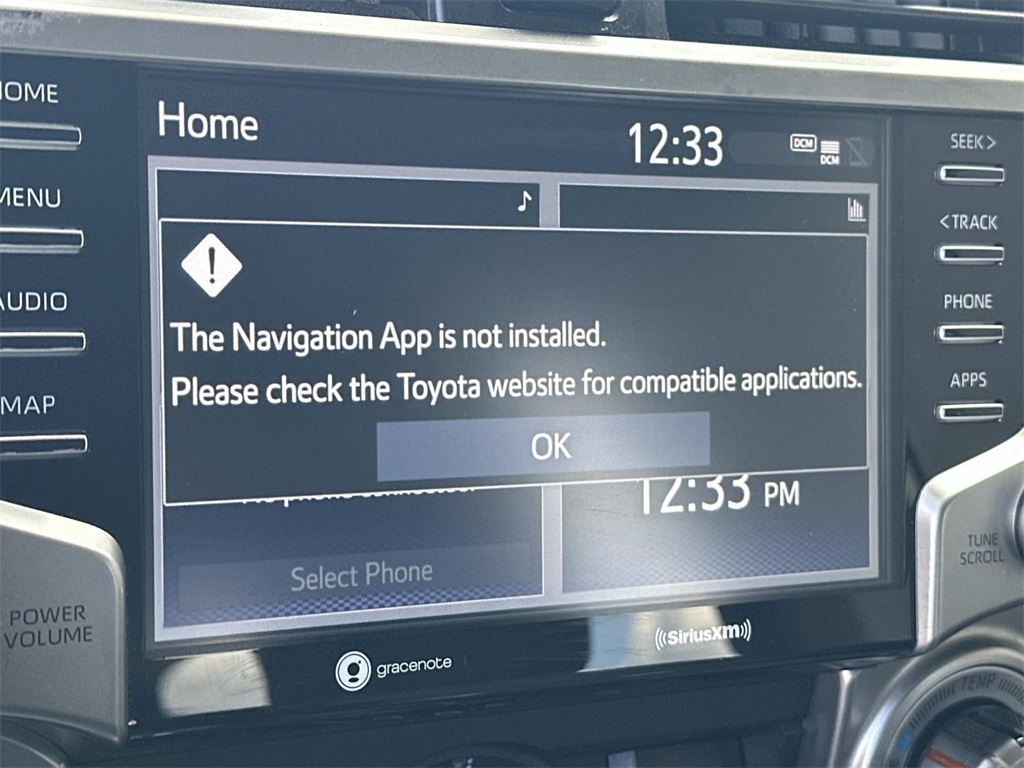 HOME
MENU
AUDIO
MAP
POWER
VOLUME
Home
12:33
DCM
DCM
The Navigation App is not installed.
Please check the Toyota website for compatible applications.
OK
12:33 PM
Select Phone
gracenote
SiriusXM
SEEK>
<TRACK
PHONE
APPS
TUNE
SCROLL
TEMP